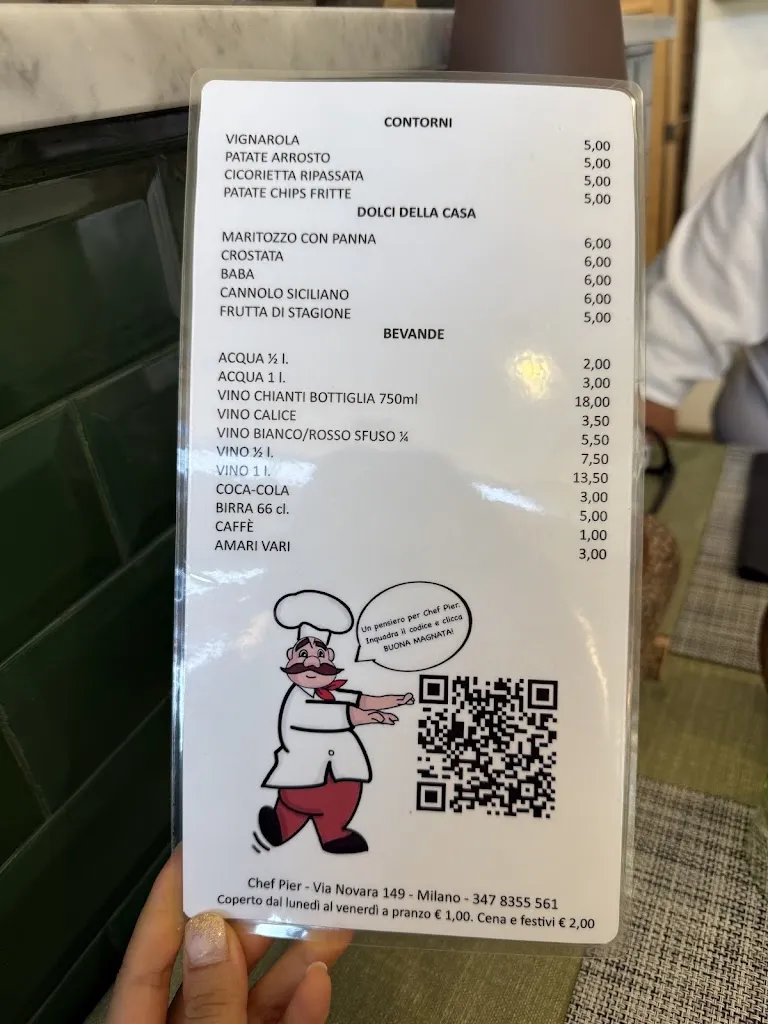 CONTORNI
VIGNAROLA 5,00
PATATE ARROSTO 5,00
CICORIETTA RIPASSATA 5,00
PATATE CHIPS FRITTE 5,00
DOLCI DELLA CASA
MARITOZZO CON PANNA 6,00
CROSTATA 6,00
BABA 6,00
CANNOLO SICILIANO 6,00
FRUTTA DI STAGIONE 5,00
BEVANDE
ACQUA ½ l. 2,00
ACQUA 1 l. 3,00
VINO CHIANTI BOTTIGLIA 750ml 18,00
VINO CALICE 3,50
VINO BIANCO/ROSSO SFUSO ¼ 5,50
VINO ½ l. 7,50
VINO 1 l. 13,50
COCA-COLA 3,00
BIRRA 66 cl. 5,00
CAFFÈ 1,00
AMARI VARI 3,00
Un pensiero per Chef Pier.
Inquadra il codice e clicca
BUONA MAGNATA!
Chef Pier - Via Novara 149 - Milano - 347 8355 561
Coperto dal lunedì al venerdì a pranzo € 1,00. Cena e festivi € 2,00